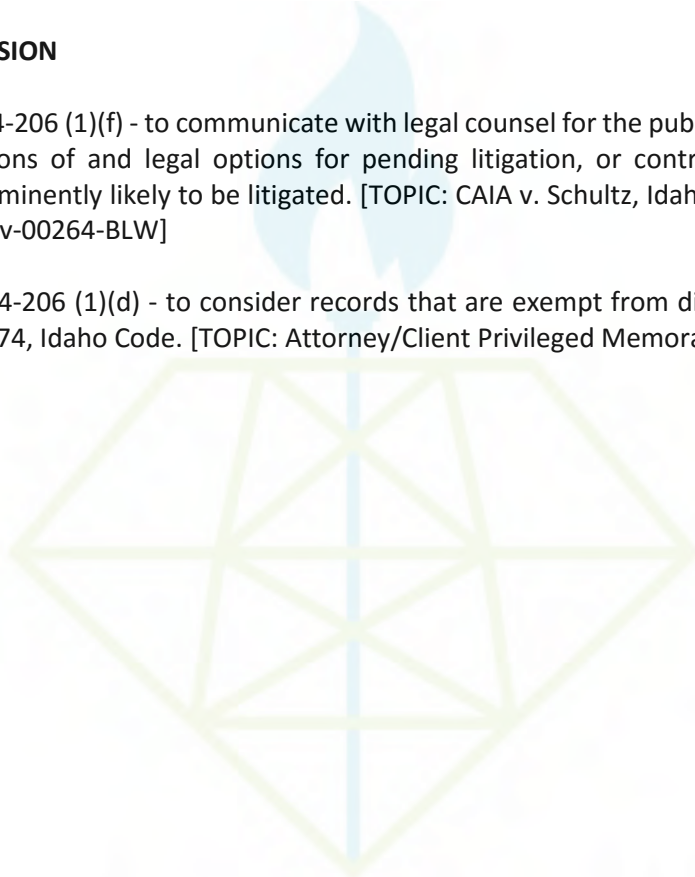 SION
4-206 (1)(f) - to communicate with legal counsel for the pub
ons of and legal options for pending litigation, or contr
minently likely to be litigated. [TOPIC: CAIA v. Schultz, Idah
v-00264-BLW]
4-206 (1)(d) - to consider records that are exempt from di
74, Idaho Code. [TOPIC: Attorney/Client Privileged Memora